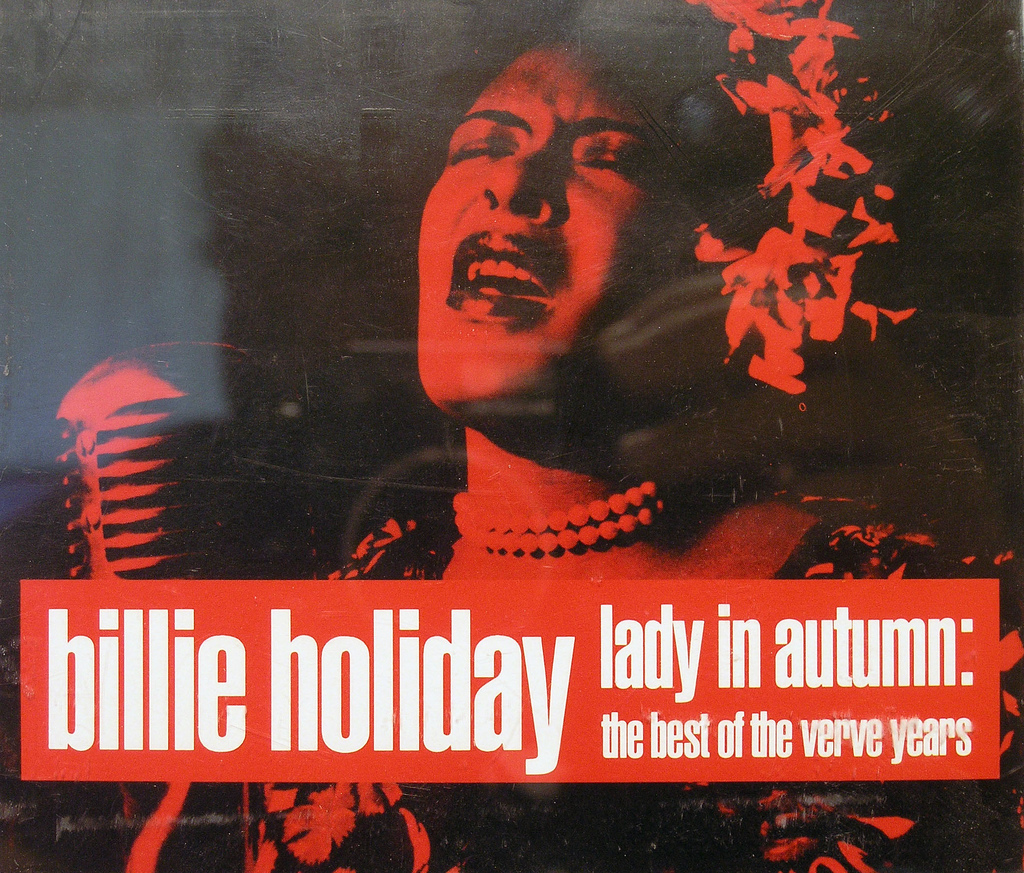 billie holiday
lady in autumn:
the best of the verve years